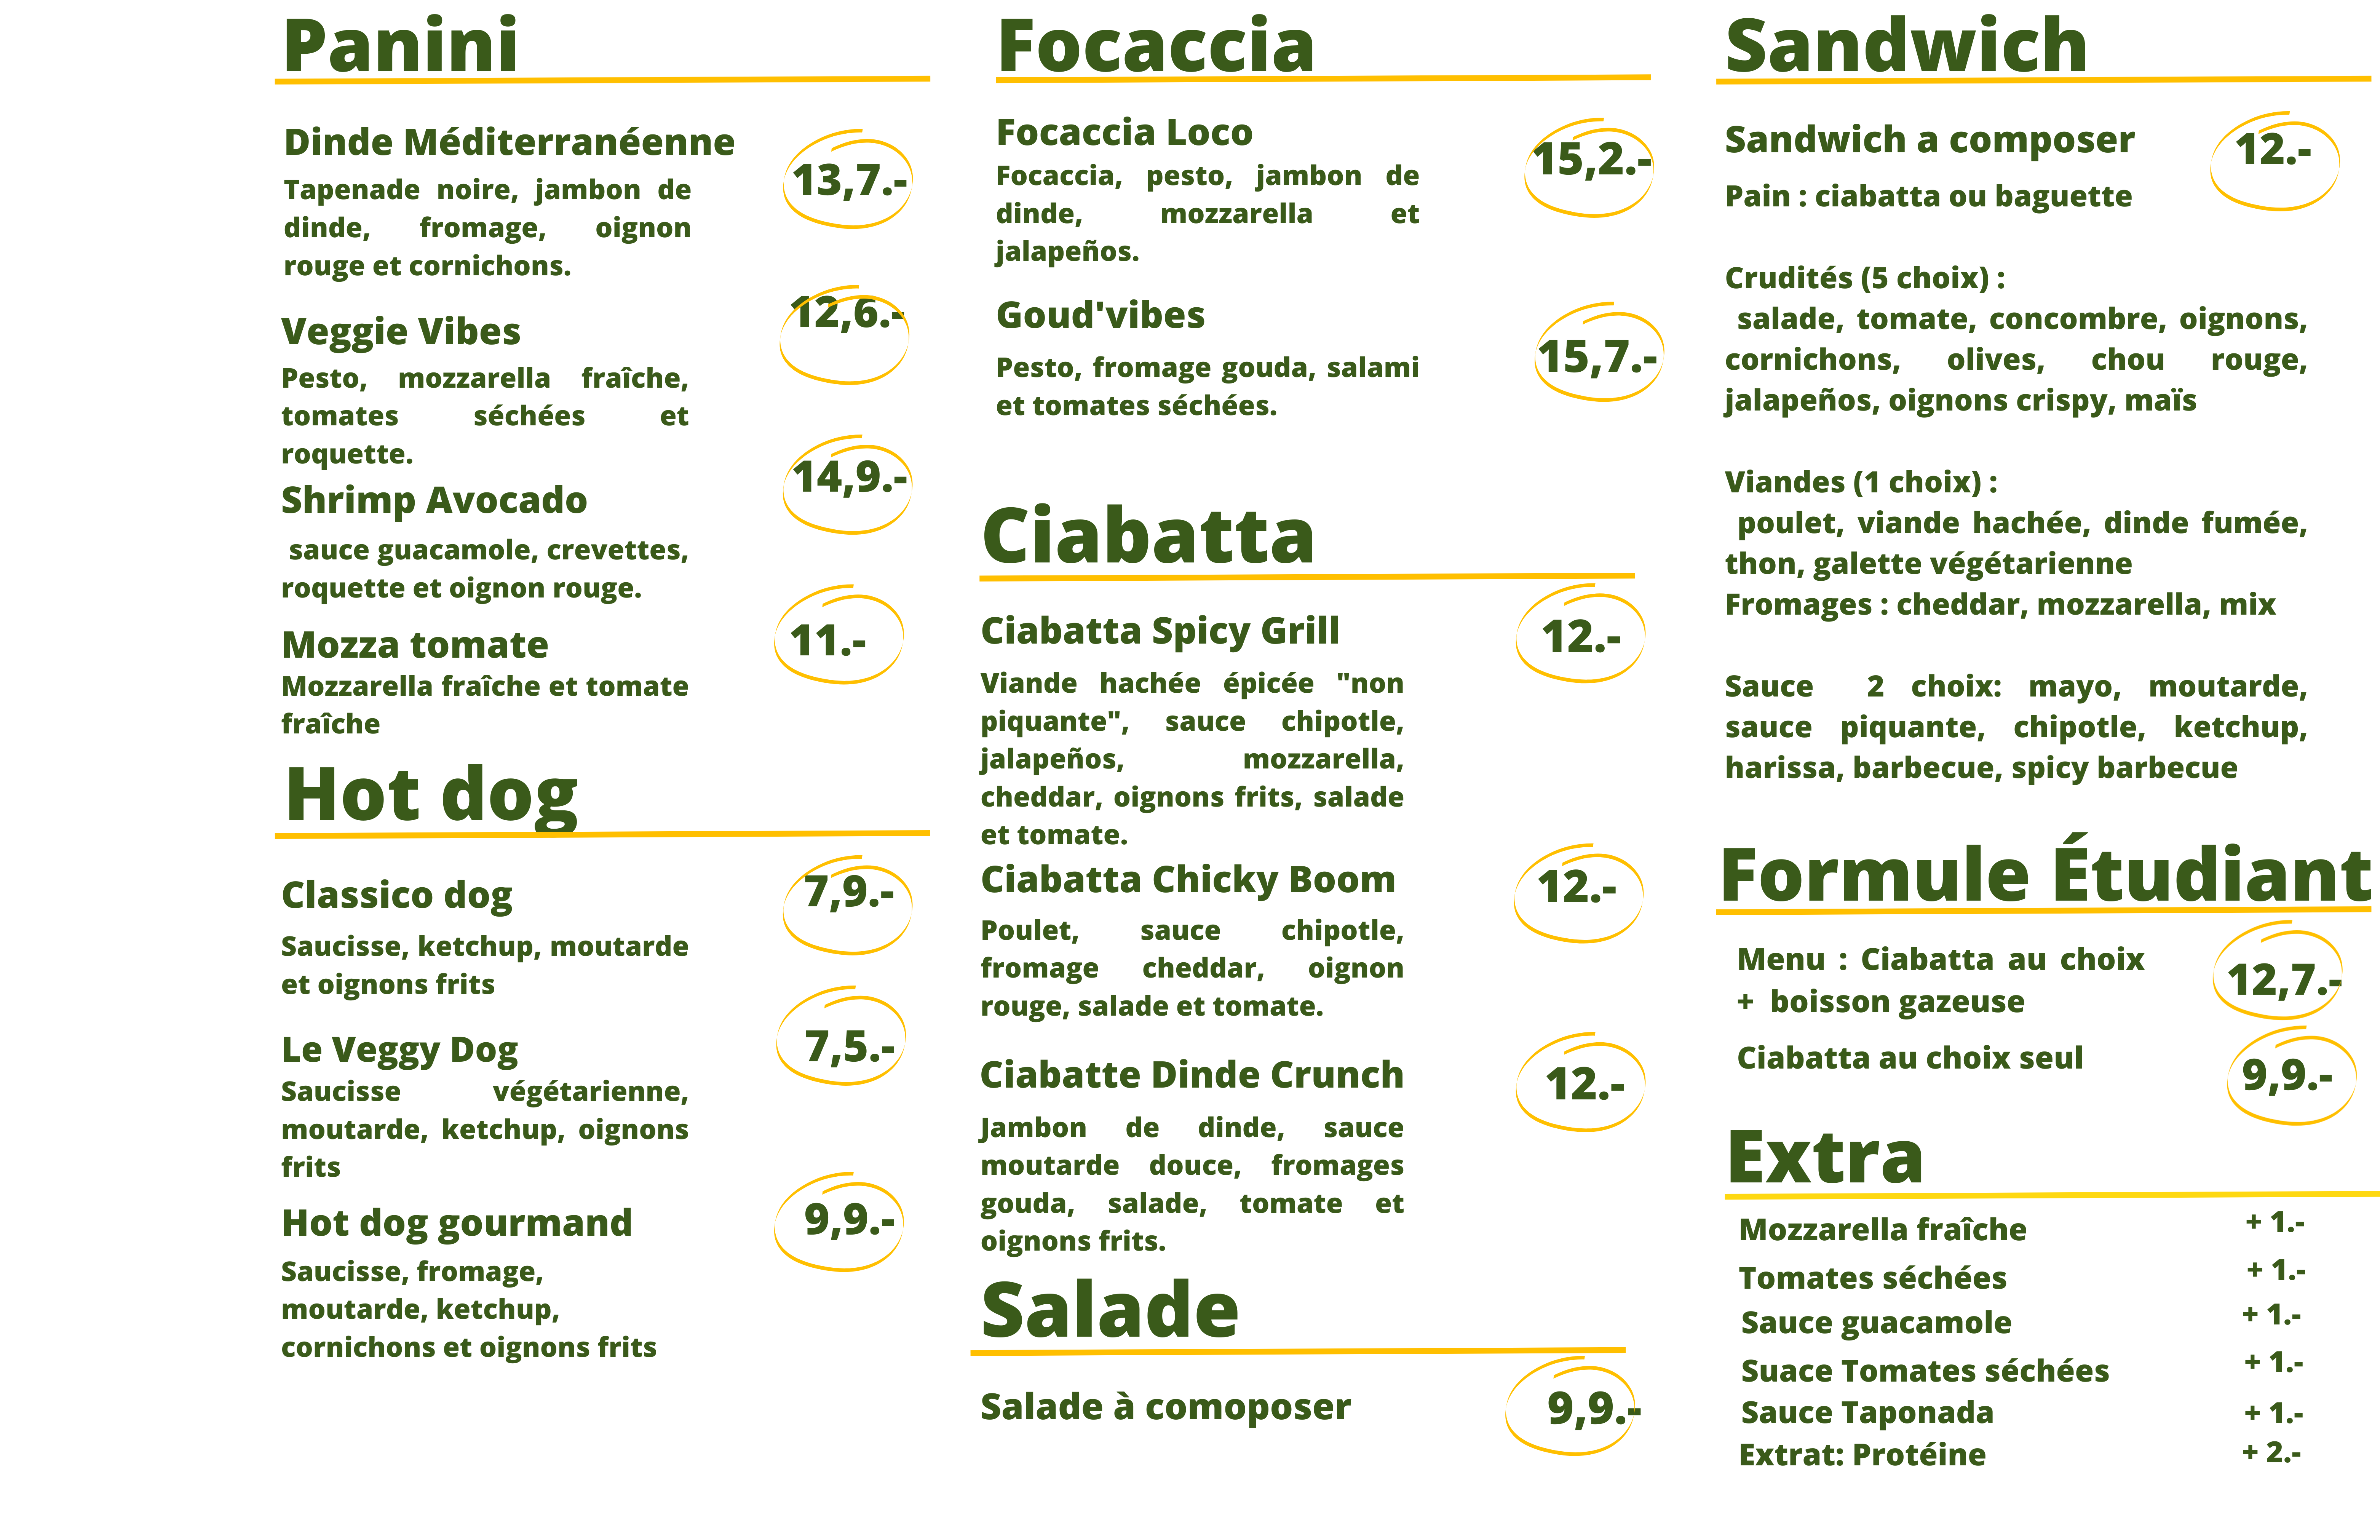 Panini
Dinde Méditerranéenne
13,7.-
Tapenade noire, jambon de
dinde, fromage, oignon
rouge et cornichons.
Veggie Vibes
12,6.-
Pesto, mozzarella fraîche,
tomates séchées et
roquette.
Shrimp Avocado
14,9.-
sauce guacamole, crevettes,
roquette et oignon rouge.
Mozza tomate
11.-
Mozzarella fraîche et tomate
fraîche
Hot dog
Classico dog
7,9.-
Saucisse, ketchup, moutarde
et oignons frits
Le Veggy Dog
7,5.-
Saucisse végétarienne,
moutarde, ketchup, oignons
frits
Hot dog gourmand
9,9.-
Saucisse, fromage,
moutarde, ketchup,
cornichons et oignons frits
Focaccia
Focaccia Loco
15,2.-
Focaccia, pesto, jambon de
dinde, mozzarella et
jalapeños.
Goud'vibes
15,7.-
Pesto, fromage gouda, salami
et tomates séchées.
Ciabatta
Ciabatta Spicy Grill
12.-
Viande hachée épicée "non
piquante", sauce chipotle,
jalapeños, mozzarella,
cheddar, oignons frits, salade
et tomate.
Ciabatta Chicky Boom
12.-
Poulet, sauce chipotle,
fromage cheddar, oignon
rouge, salade et tomate.
Ciabatte Dinde Crunch
12.-
Jambon de dinde, sauce
moutarde douce, fromages
gouda, salade, tomate et
oignons frits.
Salade
Salade à comoposer
9,9.-
Sandwich
Sandwich a composer
12.-
Pain : ciabatta ou baguette
Crudités (5 choix) :
salade, tomate, concombre, oignons,
cornichons, olives, chou rouge,
jalapeños, oignons crispy, maïs
Viandes (1 choix) :
poulet, viande hachée, dinde fumée,
thon, galette végétarienne
Fromages : cheddar, mozzarella, mix
Sauce 2 choix: mayo, moutarde,
sauce piquante, chipotle, ketchup,
harissa, barbecue, spicy barbecue
Formule Étudiant
Menu : Ciabatta au choix
+ boisson gazeuse
12,7.-
Ciabatta au choix seul
9,9.-
Extra
Mozzarella fraîche + 1.-
Tomates séchées + 1.-
Sauce guacamole + 1.-
Suace Tomates séchées + 1.-
Sauce Taponada + 1.-
Extrat: Protéine + 2.-